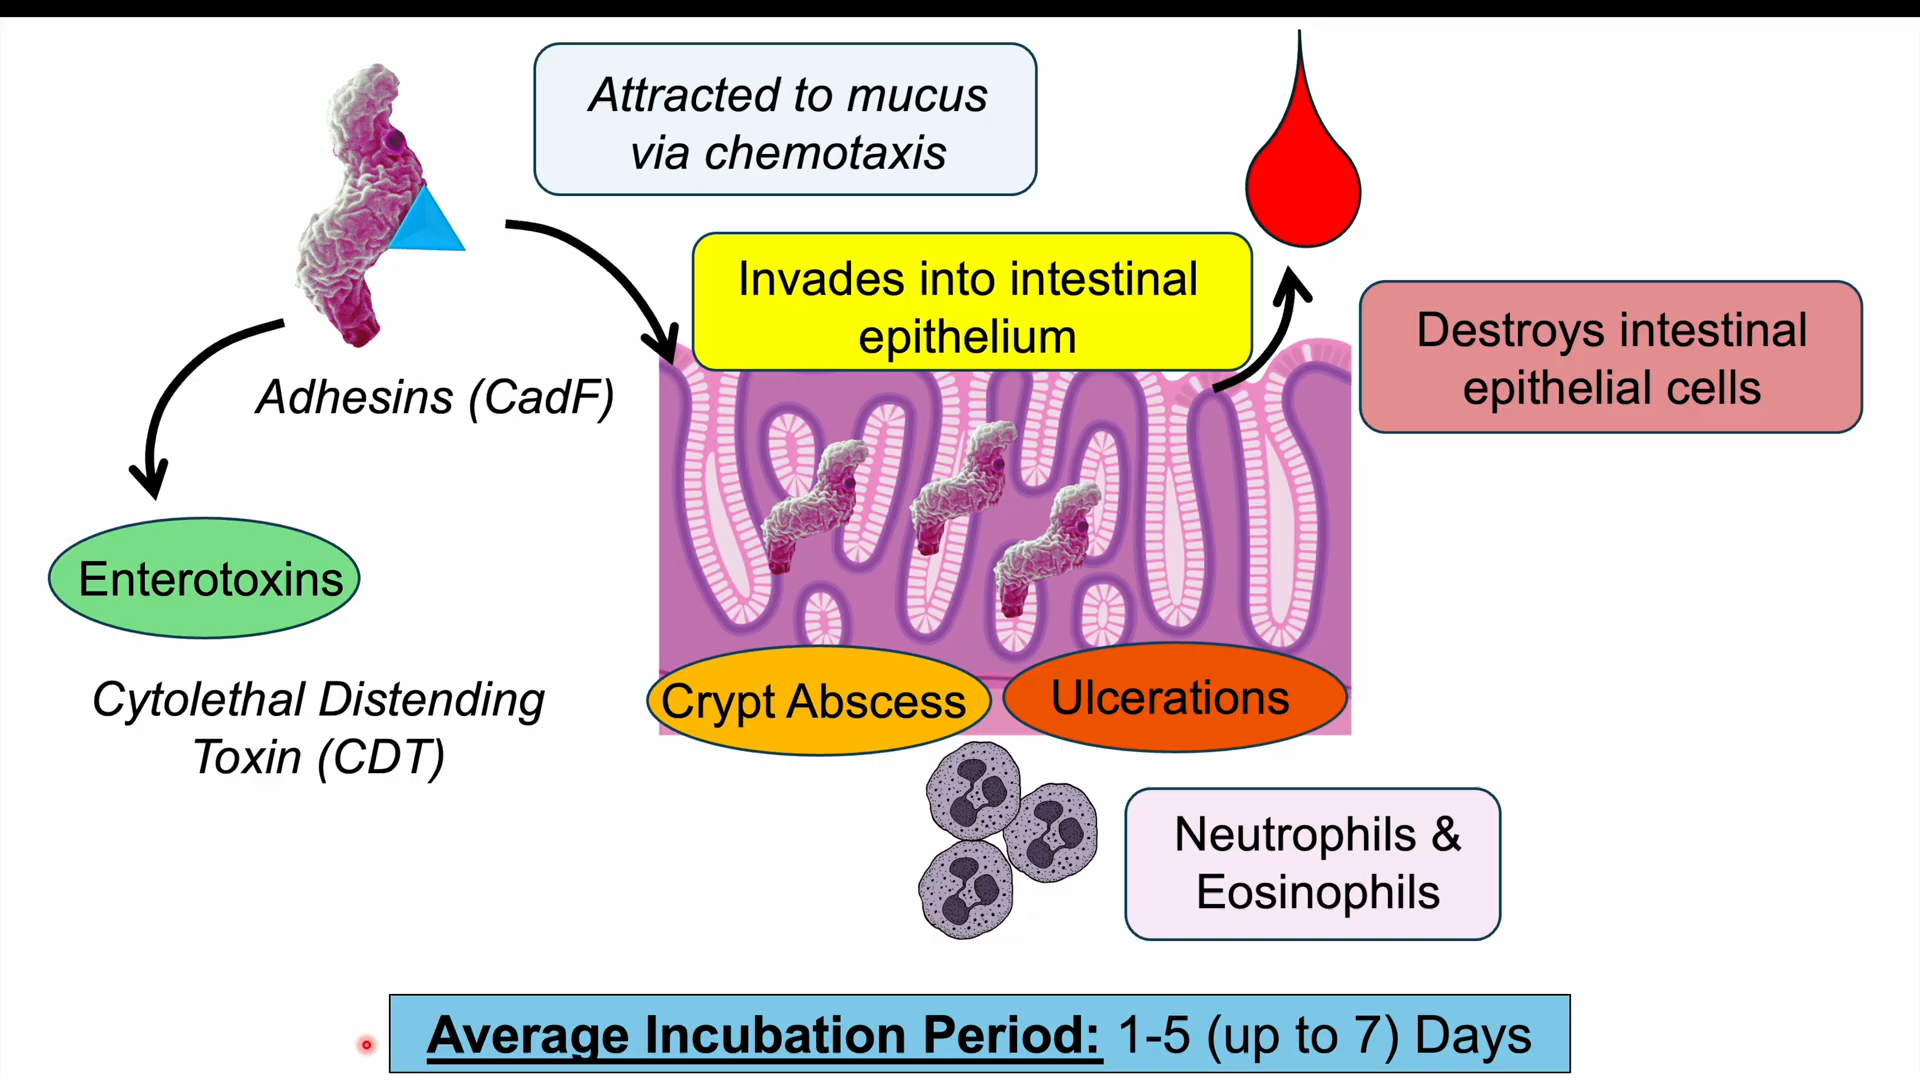 Attracted to mucus
via chemotaxis
Invades into intestinal
epithelium
Destroys intestinal
epithelial cells
Adhesins (CadF)
Enterotoxins
Cytolethal Distending
Toxin (CDT)
Crypt Abscess
Ulcerations
Neutrophils &
Eosinophils
Average Incubation Period: 1-5 (up to 7) Days